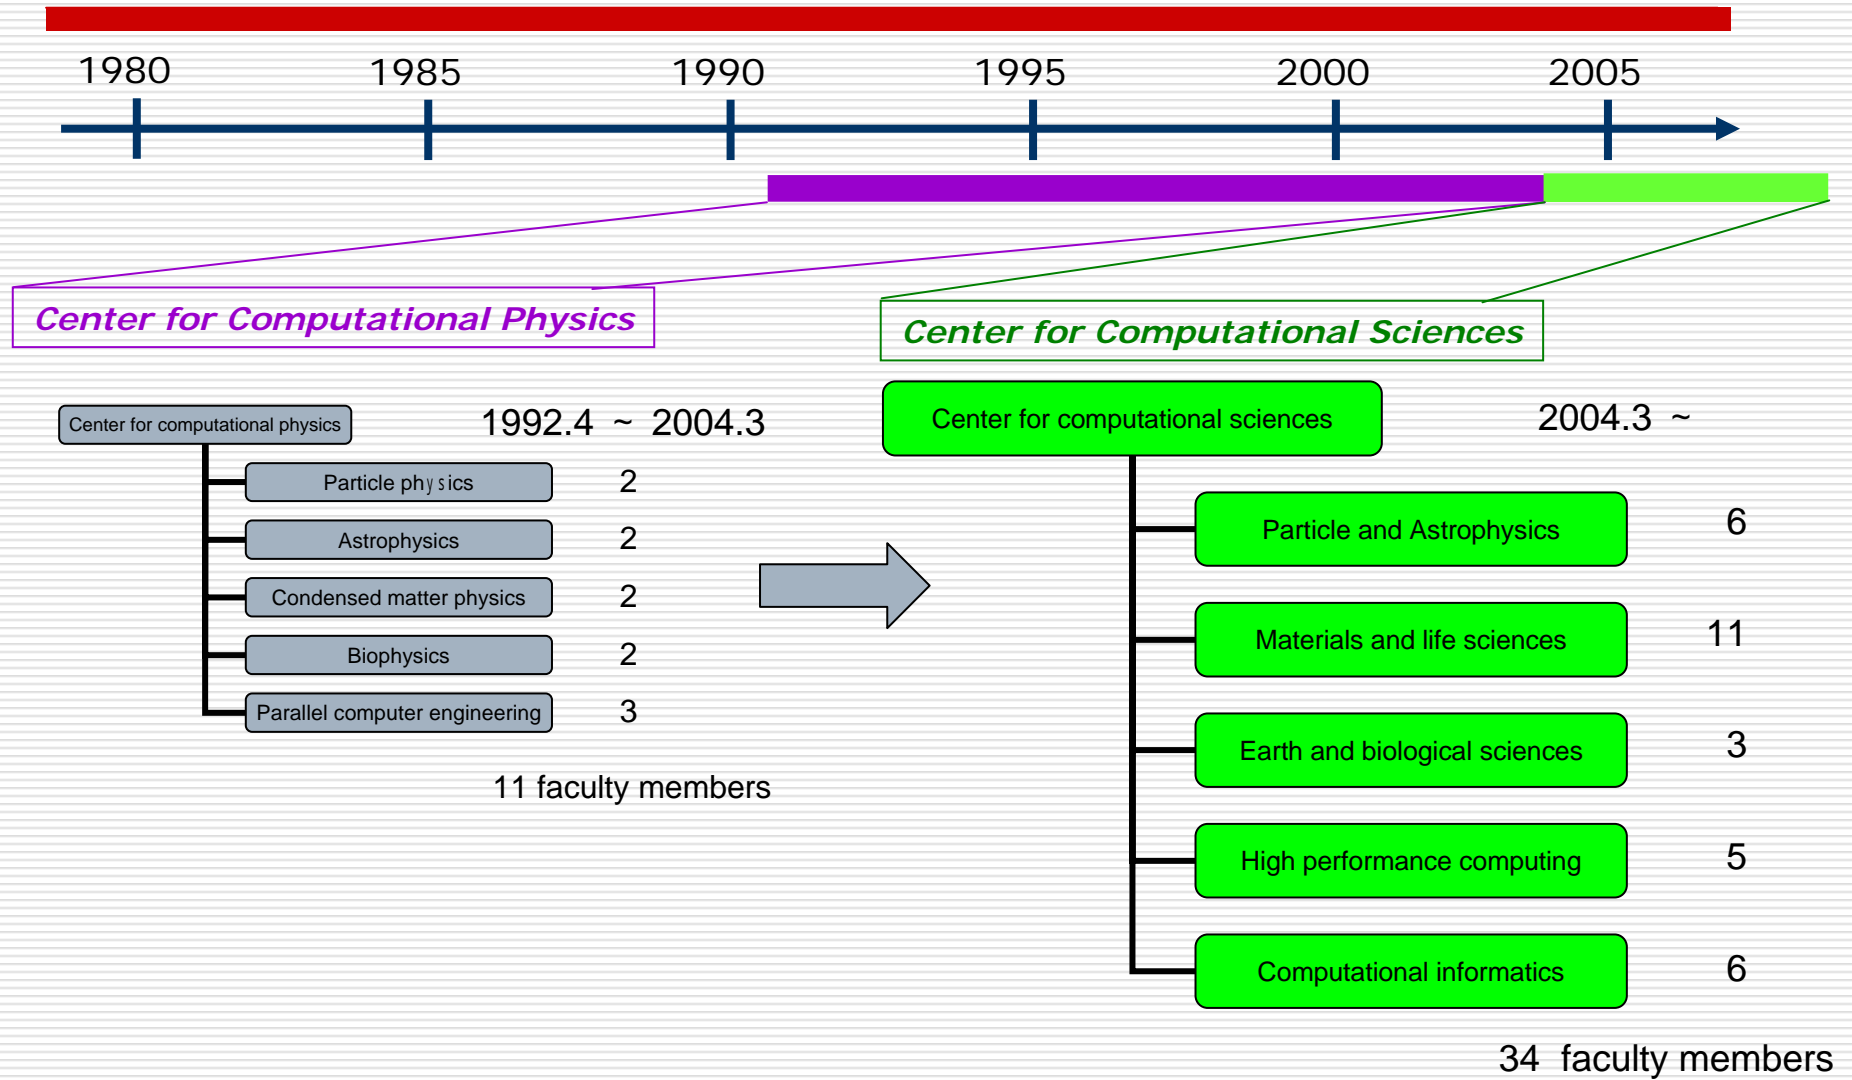 1980 1985 1990 1995 2000 2005
Center for Computational Physics
Center for Computational Sciences
Center for computational physics
1992.4 ~ 2004.3
Particle physics 2
Astrophysics 2
Condensed matter physics 2
Biophysics 2
Parallel computer engineering 3
11 faculty members
Center for computational sciences
2004.3 ~
Particle and Astrophysics 6
Materials and life sciences 11
Earth and biological sciences 3
High performance computing 5
Computational informatics 6
34 faculty members